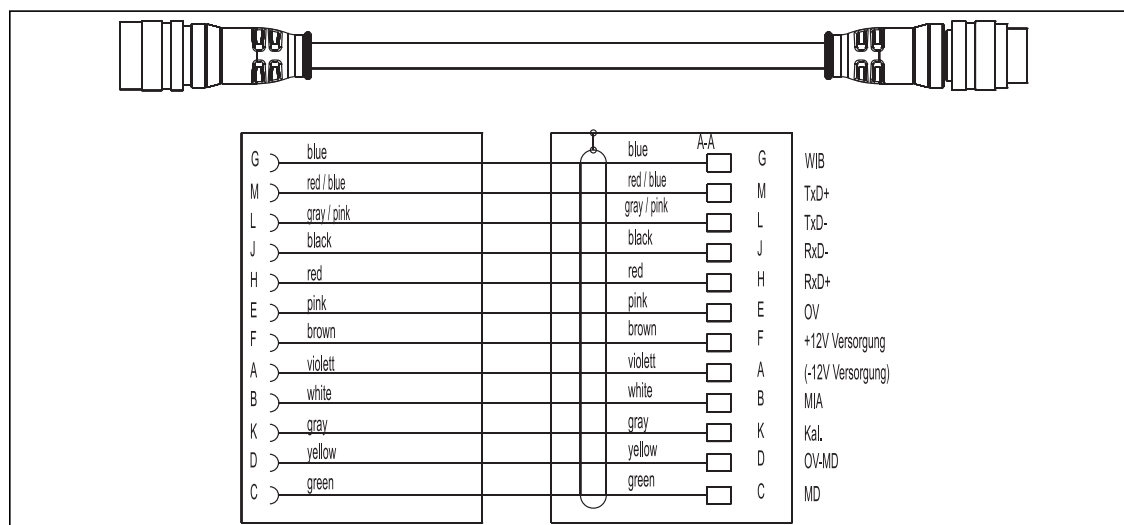 A-A
G blue blue G WIB
M red / blue red / blue M TxD+
L gray / pink gray / pink L TxD-
J black black J RxD-
H red red H RxD+
E pink pink E OV
F brown brown F +12V Versorgung
A violett violett A (-12V Versorgung)
B white white B MIA
K gray gray K Kal.
D yellow yellow D OV-MD
C green green C MD